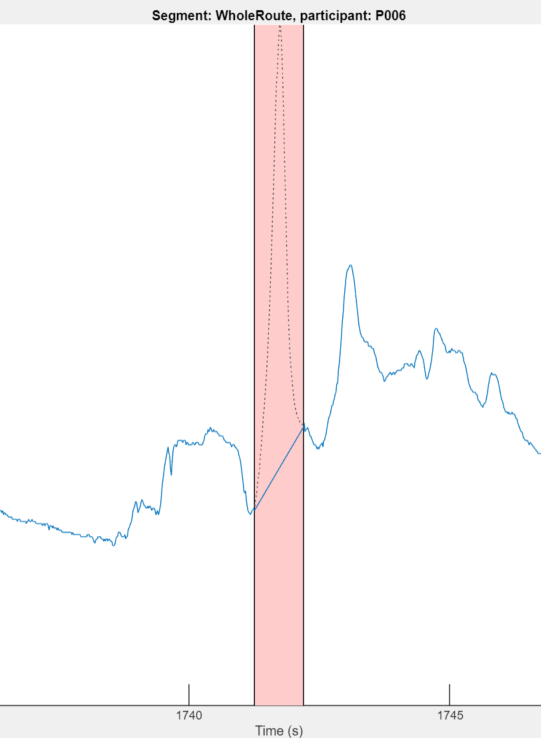 Segment: WholeRoute, participant: P006
1740
1745
Time (s)